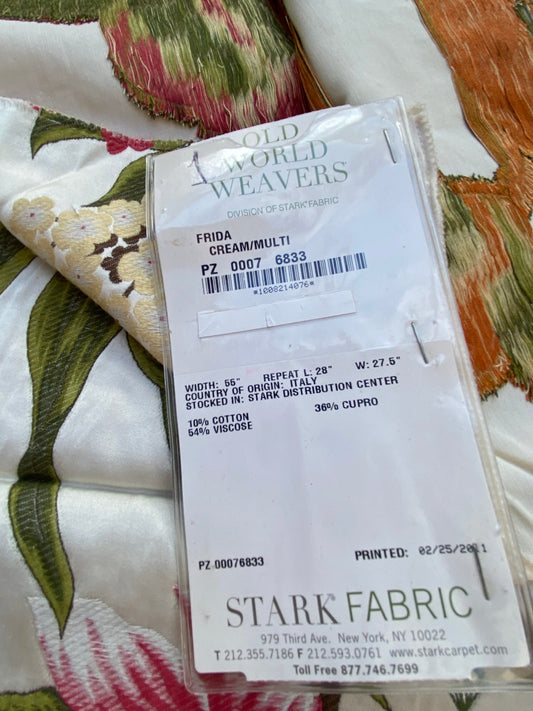 OLD
WORLD
WEAVERS
DIVISION OF STARK® FABRIC
FRIDA
CREAM/MULTI
PZ 0007 6833
*1008214076*
WIDTH: 56" REPEAT L: 28" W: 27.5"
COUNTRY OF ORIGIN: ITALY
STOCKED IN: STARK DISTRIBUTION CENTER
10% COTTON 36% CUPRO
54% VISCOSE
PZ 00076833 PRINTED: 02/25/2011
STARK® FABRIC
979 Third Ave. New York, NY 10022
T 212.355.7186 F 212.593.0761 www.starkcarpet.com
Toll Free 877.746.7699